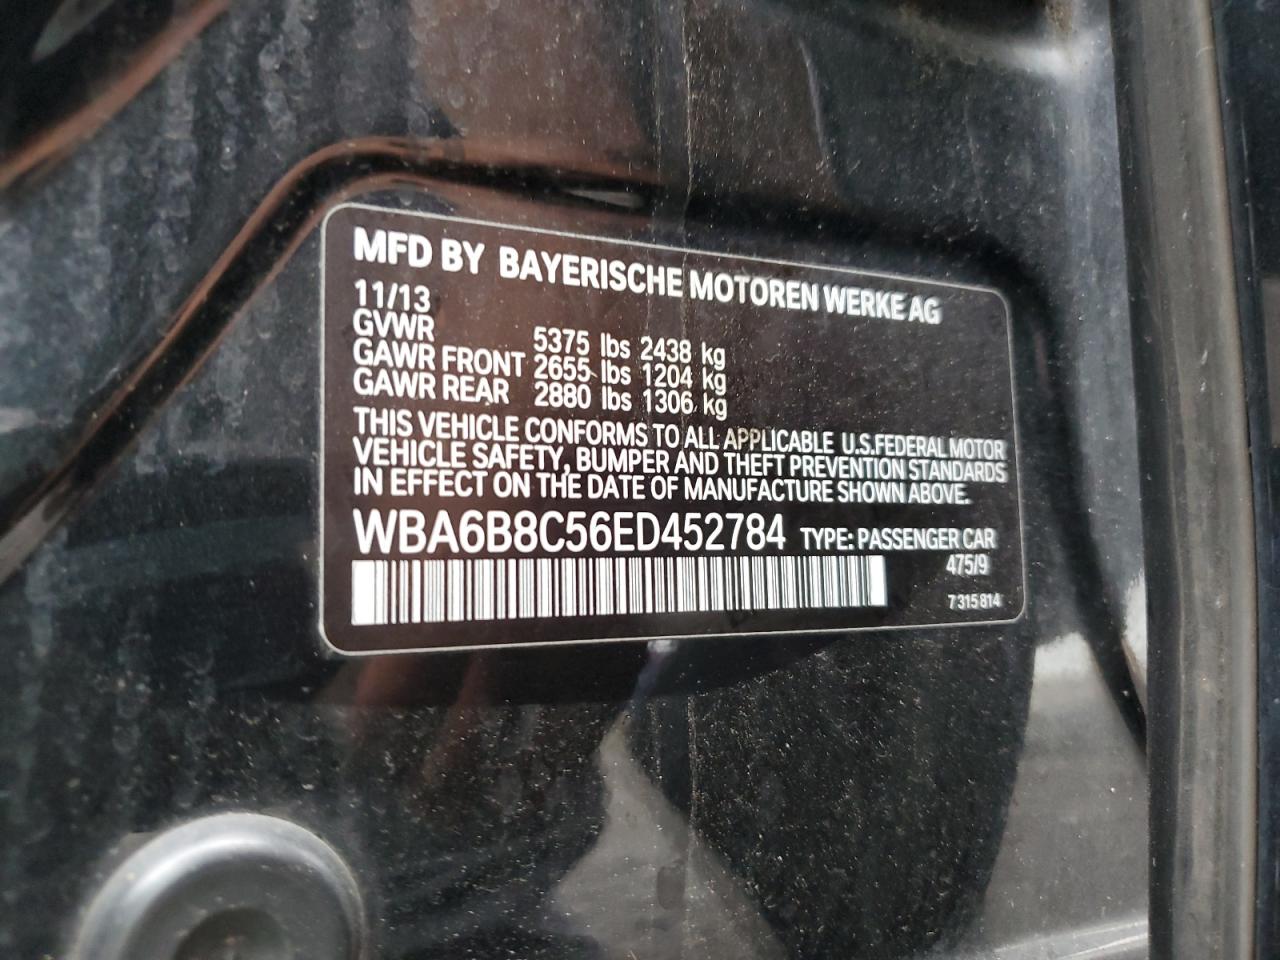 MFD BY BAYERISCHE MOTOREN WERKE AG
11/13
GVWR 5375 lbs 2438 kg
GAWR FRONT 2655 lbs 1204 kg
GAWR REAR 2880 lbs 1306 kg
THIS VEHICLE CONFORMS TO ALL APPLICABLE U.S.FEDERAL MOTOR
VEHICLE SAFETY, BUMPER AND THEFT PREVENTION STANDARDS
IN EFFECT ON THE DATE OF MANUFACTURE SHOWN ABOVE.
WBA6B8C56ED452784 TYPE: PASSENGER CAR
475/9
7 315 814